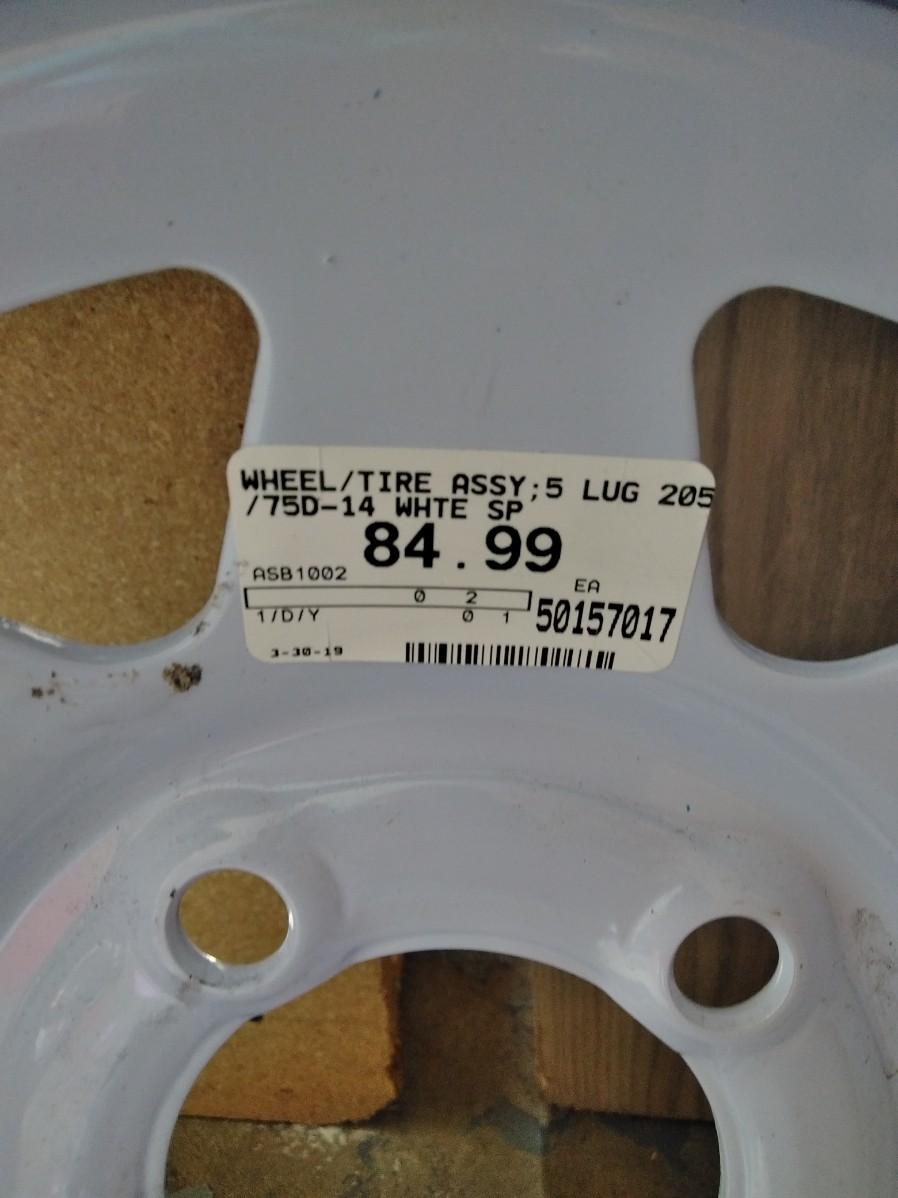 WHEEL/TIRE ASSY;5 LUG 205
/75D-14 WHTE SP
84.99
ASB1002
EA
0 2
1/D/Y 0 1
50157017
3-30-19